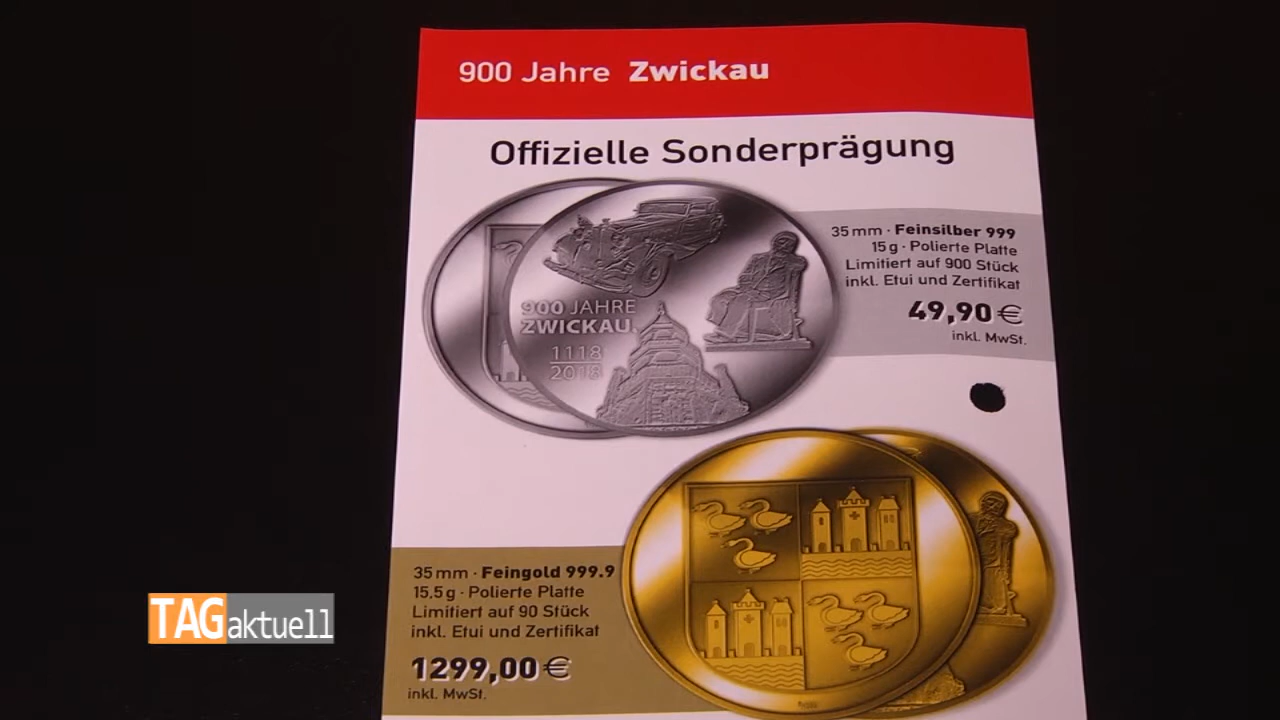 900 Jahre Zwickau
Offizielle Sonderprägung
35 mm · Feinsilber 999
15 g · Polierte Platte
Limitiert auf 900 Stück
inkl. Etui und Zertifikat
49,90 €
inkl. MwSt.
900 JAHRE
ZWICKAU
1118
2018
35 mm · Feingold 999.9
15,5 g · Polierte Platte
Limitiert auf 90 Stück
inkl. Etui und Zertifikat
1299,00 €
inkl. MwSt.
TAGaktuell